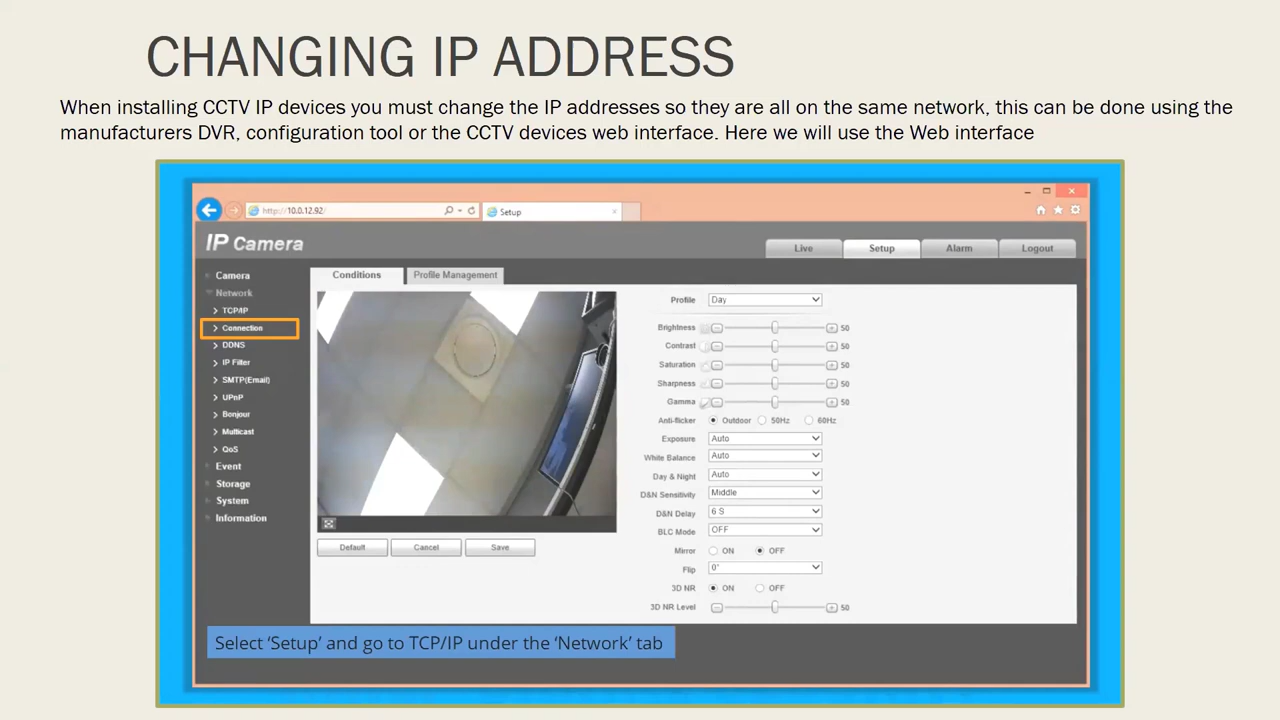 CHANGING IP ADDRESS
When installing CCTV IP devices you must change the IP addresses so they are all on the same network, this can be done using the
manufacturers DVR, configuration tool or the CCTV devices web interface. Here we will use the Web interface
http://10.0.12.92/
Setup
IP Camera
Live Setup Alarm Logout
Camera
Network
TCP/IP
Connection
DDNS
IP Filter
SMTP(Email)
UPnP
Bonjour
Multicast
QoS
Event
Storage
System
Information
Conditions Profile Management
Default Cancel Save
Profile Day
Brightness 50
Contrast 50
Saturation 50
Sharpness 50
Gamma 50
Anti-flicker Outdoor 50Hz 60Hz
Exposure Auto
White Balance Auto
Day & Night Auto
D&N Sensitivity Middle
D&N Delay 6 S
BLC Mode OFF
Mirror ON OFF
Flip 0°
3D NR ON OFF
3D NR Level 50
Select ‘Setup’ and go to TCP/IP under the ‘Network’ tab